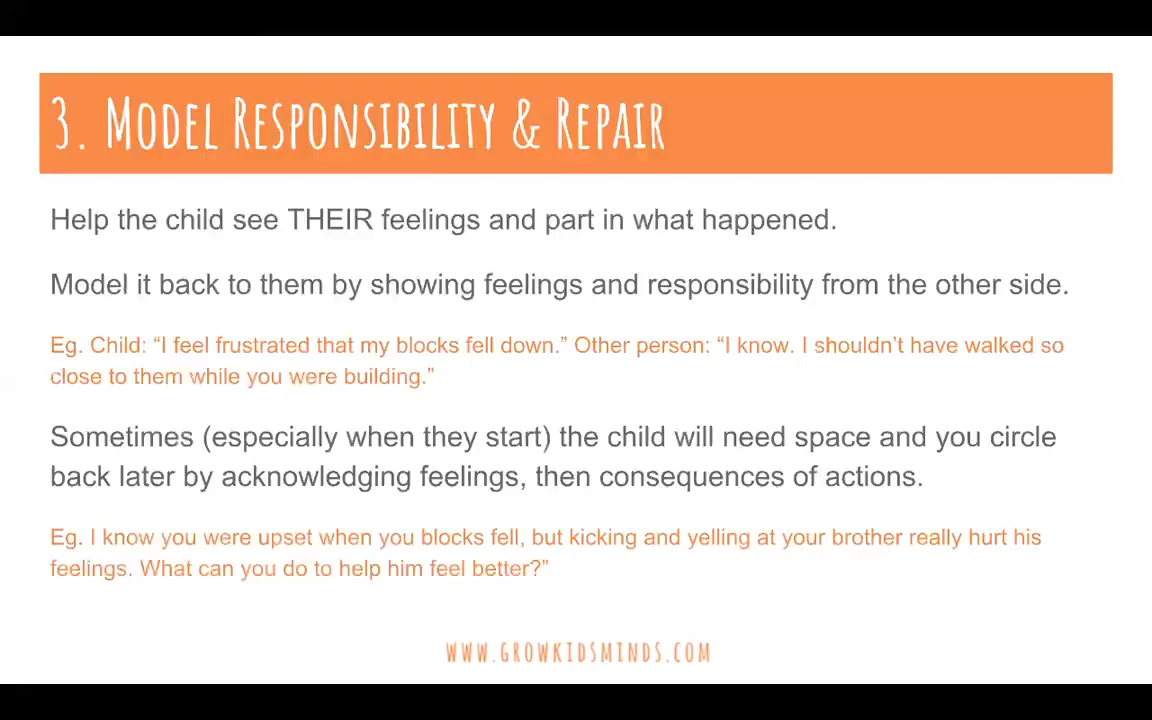 3. Model Responsibility & Repair
Help the child see THEIR feelings and part in what happened.
Model it back to them by showing feelings and responsibility from the other side.
Eg. Child: “I feel frustrated that my blocks fell down.” Other person: “I know. I shouldn’t have walked so
close to them while you were building.”
Sometimes (especially when they start) the child will need space and you circle
back later by acknowledging feelings, then consequences of actions.
Eg. I know you were upset when you blocks fell, but kicking and yelling at your brother really hurt his
feelings. What can you do to help him feel better?”
WWW.GROWKIDSMINDS.COM